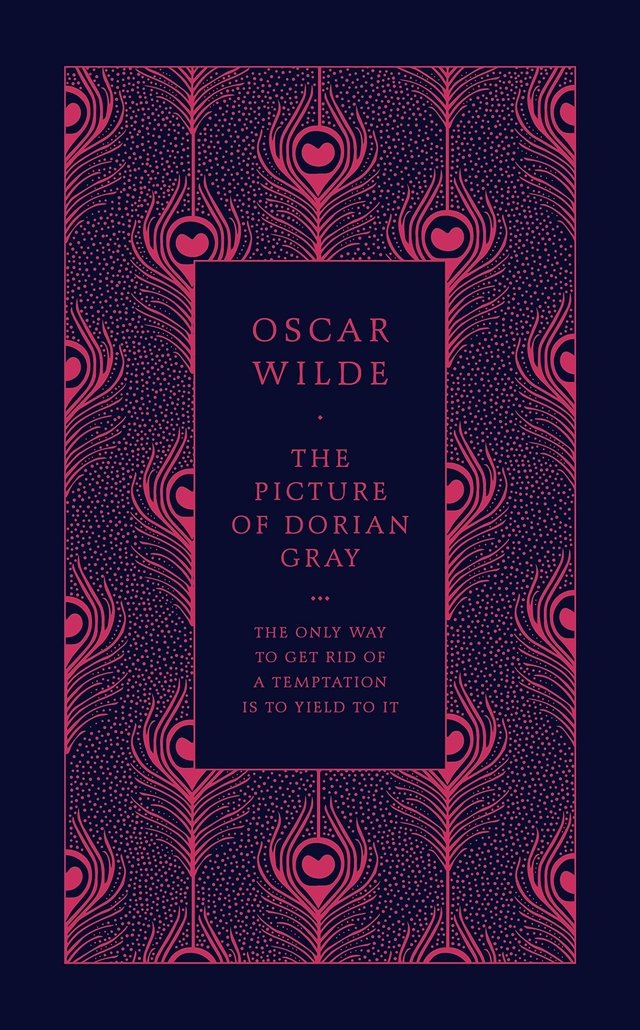 OSCAR
WILDE
THE
PICTURE
OF DORIAN
GRAY
THE ONLY WAY
TO GET RID OF
A TEMPTATION
IS TO YIELD TO IT